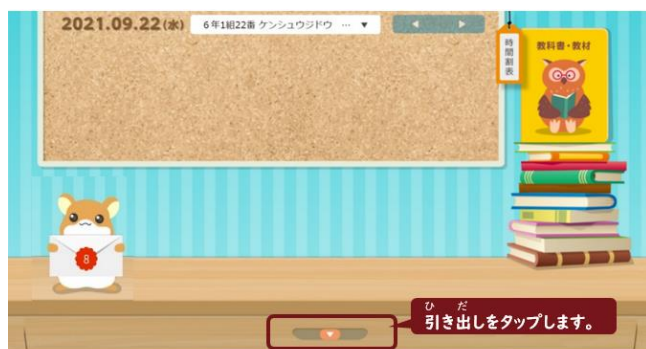 2021.09.22(水)
6年1組22番 ケンシュウジドウ …
時間割表
教科書・教材
8
ひ だ
引き出しをタップします。